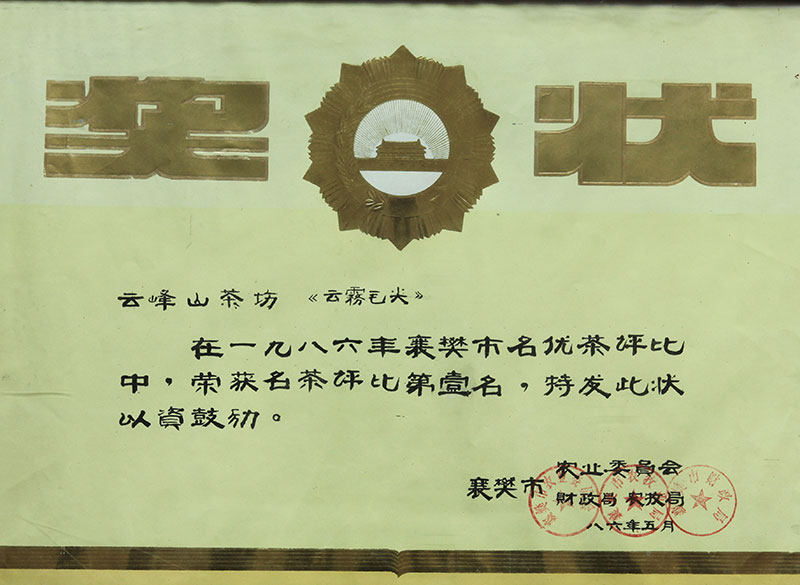 奖状
云峰山茶坊 《云霧毛尖》
在一九八六年襄樊市名优茶评比
中，荣获名茶评比第壹名，特发此状
以資鼓励。
襄樊市
农业委员会
財政局 农牧局
八六年五月